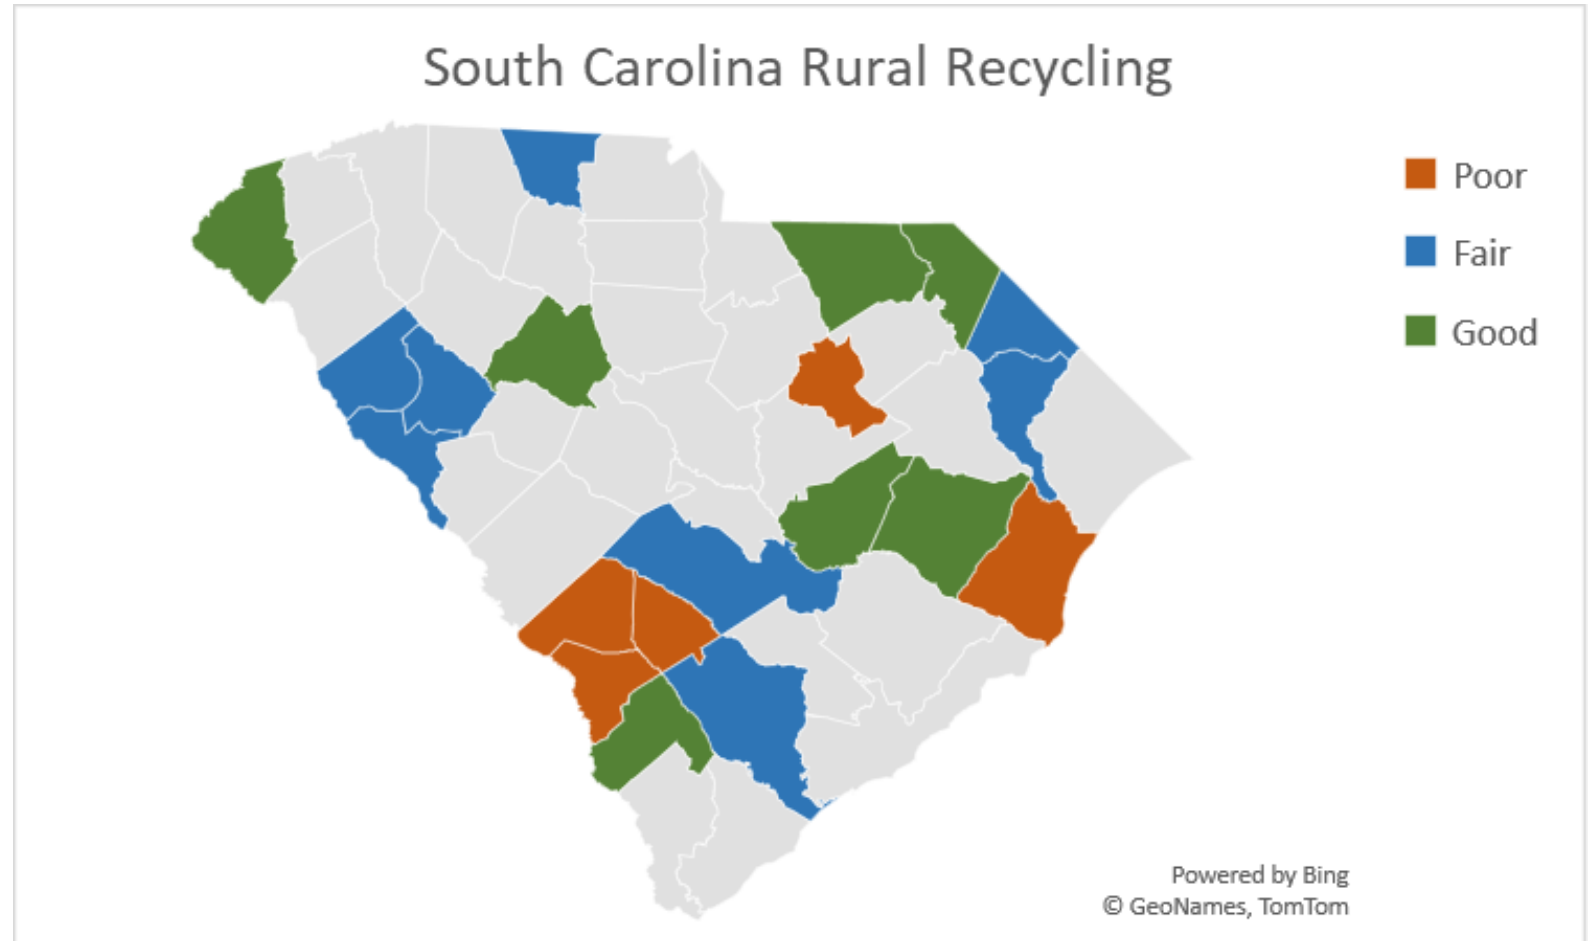 South Carolina Rural Recycling
Poor
Fair
Good
Powered by Bing
© GeoNames, TomTom